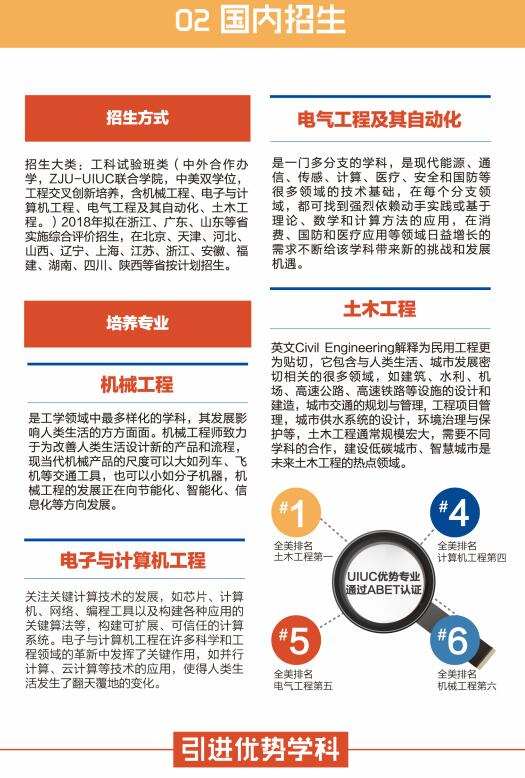 02 国内招生
招生方式
招生大类：工科试验班类（中外合作办
学，ZJU-UIUC联合学院，中美双学位，
工程交叉创新培养，含机械工程、电子与计
算机工程、电气工程及其自动化、土木工
程。）2018年拟在浙江、广东、山东等省
实施综合评价招生，在北京、天津、河北、
山西、辽宁、上海、江苏、浙江、安徽、福
建、湖南、四川、陕西等省按计划招生。
培养专业
机械工程
是工学领域中最多样化的学科，其发展影
响人类生活的方方面面。机械工程师致力
于为改善人类生活设计新的产品和流程，
现当代机械产品的尺度可以大如列车、飞
机等交通工具，也可以小如分子机器，机
械工程的发展正在向节能化、智能化、信
息化等方向发展。
电子与计算机工程
关注关键计算技术的发展，如芯片、计算
机、网络、编程工具以及构建各种应用的
关键算法等，构建可扩展、可信任的计算
系统。电子与计算机工程在许多科学和工
程领域的革新中发挥了关键作用，如并行
计算、云计算等技术的应用，使得人类生
活发生了翻天覆地的变化。
电气工程及其自动化
是一门多分支的学科，是现代能源、通
信、传感、计算、医疗、安全和国防等
很多领域的技术基础，在每个分支领
域，都可找到强烈依赖动手实践或基于
理论、数学和计算方法的应用，在消
费、国防和医疗应用等领域日益增长的
需求不断给该学科带来新的挑战和发展
机遇。
土木工程
英文Civil Engineering解释为民用工程更
为贴切，它包含与人类生活、城市发展密
切相关的很多领域，如建筑、水利、机
场、高速公路、高速铁路等设施的设计和
建造，城市交通的规划与管理，工程项目管
理，城市供水系统的设计，环境治理与保
护等，土木工程通常规模宏大，需要不同
学科的合作，建设低碳城市、智慧城市是
未来土木工程的热点领域。
#1
全美排名
土木工程第一
#4
全美排名
计算机工程第四
UIUC优势专业
通过ABET认证
#5
全美排名
电气工程第五
#6
全美排名
机械工程第六
引进优势学科